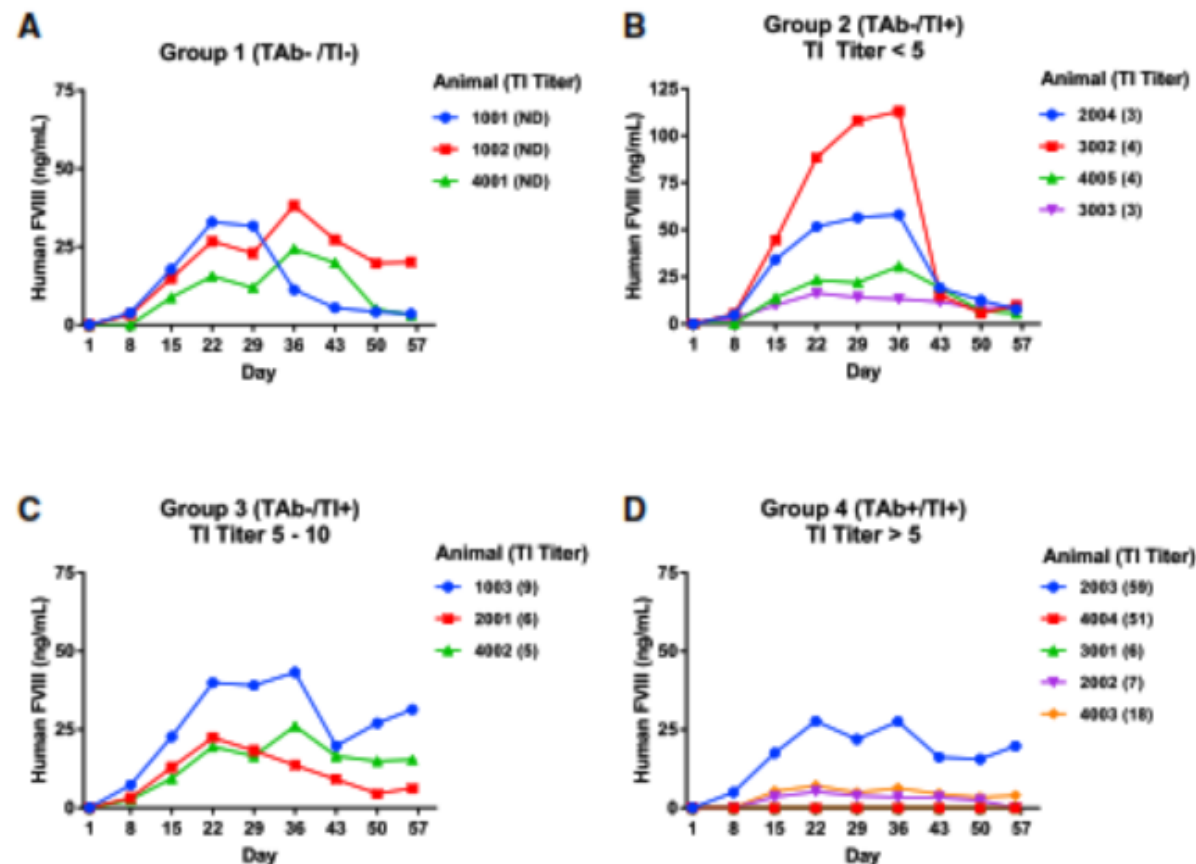 A
Group 1 (TAb- /TI-)
Animal (TI Titer)
1001 (ND)
1002 (ND)
4001 (ND)
Human FVIII (ng/mL)
75
50
25
0
1 8 15 22 29 36 43 50 57
Day
B
Group 2 (TAb-/TI+)
TI Titer < 5
Animal (TI Titer)
2004 (3)
3002 (4)
4005 (4)
3003 (3)
Human FVIII (ng/mL)
125
100
75
50
25
0
1 8 15 22 29 36 43 50 57
Day
C
Group 3 (TAb-/TI+)
TI Titer 5 - 10
Animal (TI Titer)
1003 (9)
2001 (6)
4002 (5)
Human FVIII (ng/mL)
75
50
25
0
1 8 15 22 29 36 43 50 57
Day
D
Group 4 (TAb+/TI+)
TI Titer > 5
Animal (TI Titer)
2003 (59)
4004 (51)
3001 (6)
2002 (7)
4003 (18)
Human FVIII (ng/mL)
75
50
25
0
1 8 15 22 29 36 43 50 57
Day